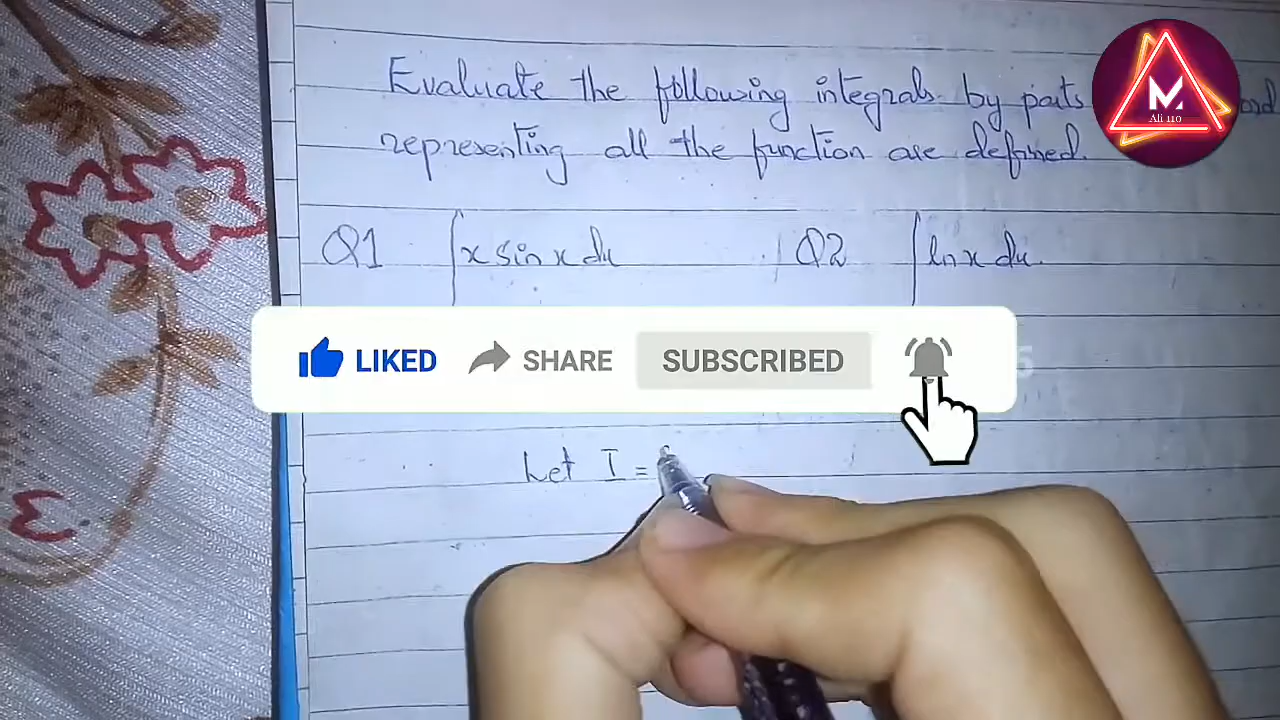 Evaluate the following integrals by parts
representing all the function are defined.
Q1 ∫x sin x dx Q2 ∫ln x dx.
LIKED SHARE SUBSCRIBED
Let I =
M
Ali 110